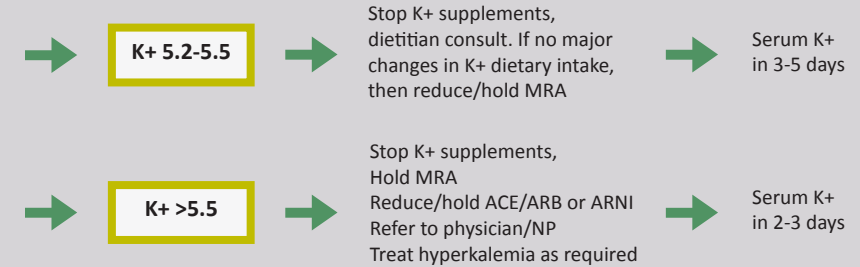 K+ 5.2-5.5
Stop K+ supplements,
dietitian consult. If no major
changes in K+ dietary intake,
then reduce/hold MRA
Serum K+
in 3-5 days
K+ >5.5
Stop K+ supplements,
Hold MRA
Reduce/hold ACE/ARB or ARNI
Refer to physician/NP
Treat hyperkalemia as required
Serum K+
in 2-3 days